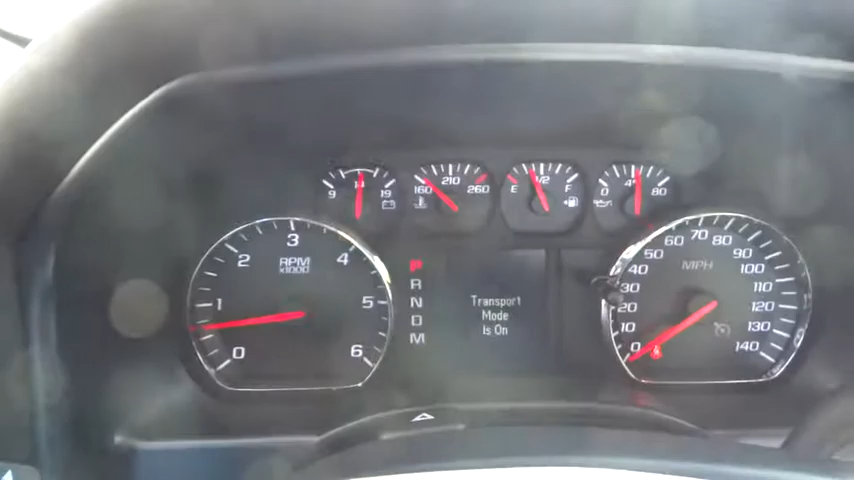 9 14 19
160 210 260
E 1/2 F
0 40 80
0 1 2 3 4 5 6
RPM
x1000
P
R
N
D
M
Transport
Mode
is On
0 10 20 30 40 50 60 70 80 90 100 110 120 130 140
MPH